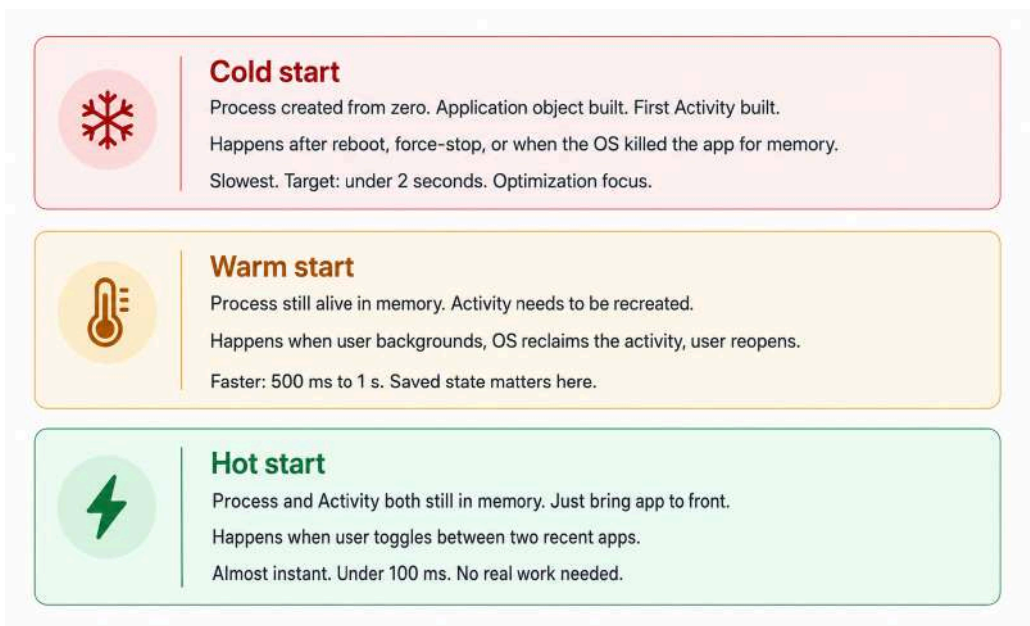 Cold start
Process created from zero. Application object built. First Activity built.
Happens after reboot, force-stop, or when the OS killed the app for memory.
Slowest. Target: under 2 seconds. Optimization focus.
Warm start
Process still alive in memory. Activity needs to be recreated.
Happens when user backgrounds, OS reclaims the activity, user reopens.
Faster: 500 ms to 1 s. Saved state matters here.
Hot start
Process and Activity both still in memory. Just bring app to front.
Happens when user toggles between two recent apps.
Almost instant. Under 100 ms. No real work needed.